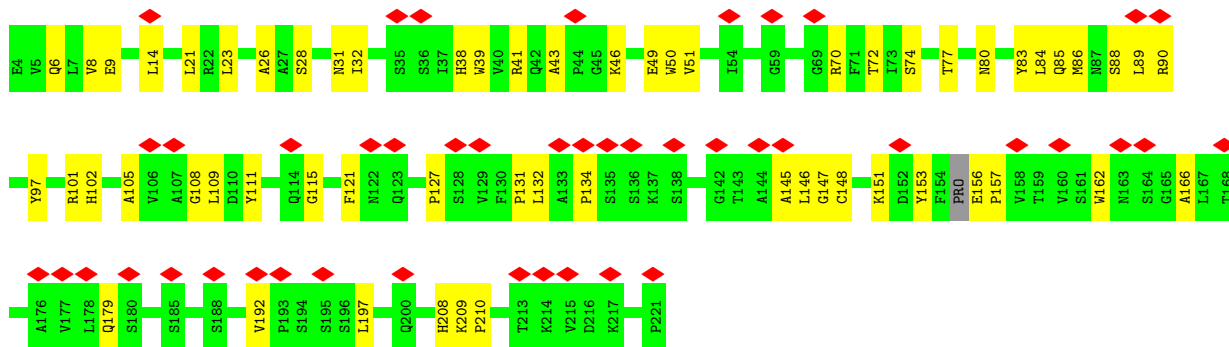 E4 V5 Q6 L7 V8 E9 L14 L21 R22 L23 A26 A27 S28 N31 I32 S35 S36 I37 H38 W39 V40 R41 Q42 A43 P44 G45 K46 E49 W50 V51 I54 G59 G69 R70 F71 T72 I73 S74 T77 N80 Y83 L84 Q85 M86 N87 S88 L89 R90
Y97 R101 H102 A105 V106 A107 G108 L109 D110 Y111 Q114 G115 F121 N122 Q123 P127 S128 V129 F130 P131 L132 A133 P134 S135 S136 K137 S138 G142 T143 A144 A145 L146 G147 C148 K151 D152 Y153 F154 PRO E156 P157 V158 T159 V160 S161 W162 N163 S164 G165 A166 L167 T168
A176 V177 L178 Q179 S180 S185 S188 V192 P193 S194 S195 S196 L197 Q200 H208 K209 P210 T213 K214 V215 D216 K217 P221